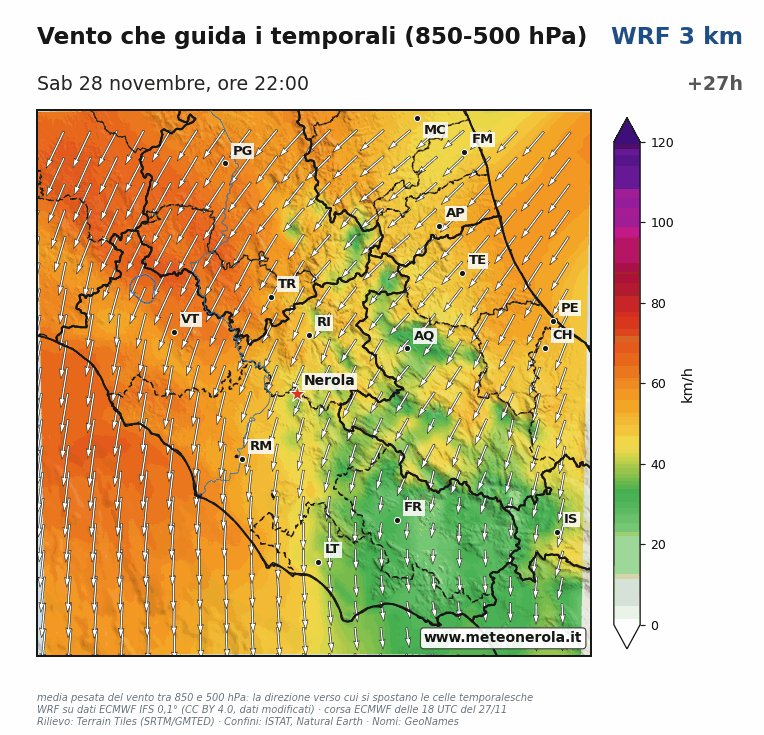 Vento che guida i temporali (850-500 hPa) WRF 3 km
Sab 28 novembre, ore 22:00 +27h
MC
FM
PG
AP
TE
TR
PE
VT
RI
AQ
CH
Nerola
RM
FR
IS
LT
www.meteonerola.it
120
100
80
60
40
20
0
km/h
media pesata del vento tra 850 e 500 hPa: la direzione verso cui si spostano le celle temporalesche
WRF su dati ECMWF IFS 0,1° (CC BY 4.0, dati modificati) · corsa ECMWF delle 18 UTC del 27/11
Rilievo: Terrain Tiles (SRTM/GMTED) · Confini: ISTAT, Natural Earth · Nomi: GeoNames